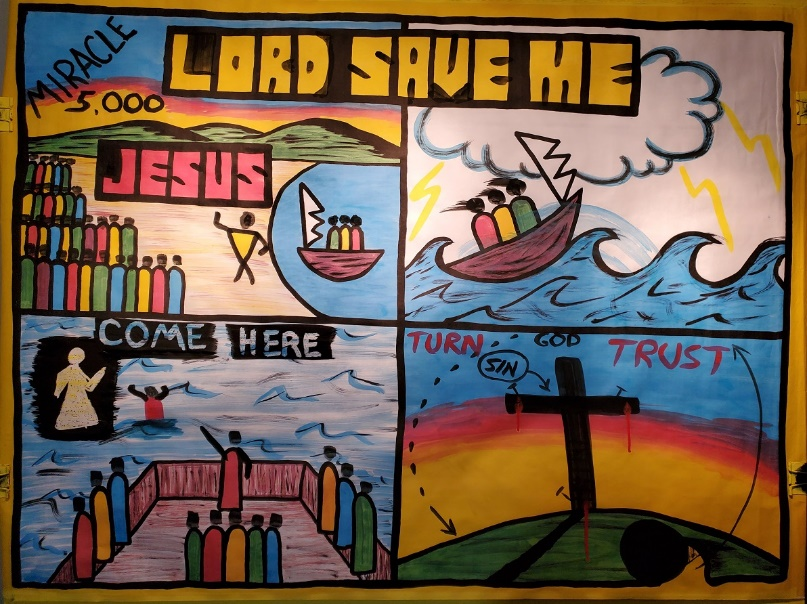 LORD SAVE ME
MIRACLE
5,000
JESUS
COME HERE
TURN
GOD
TRUST
SIN